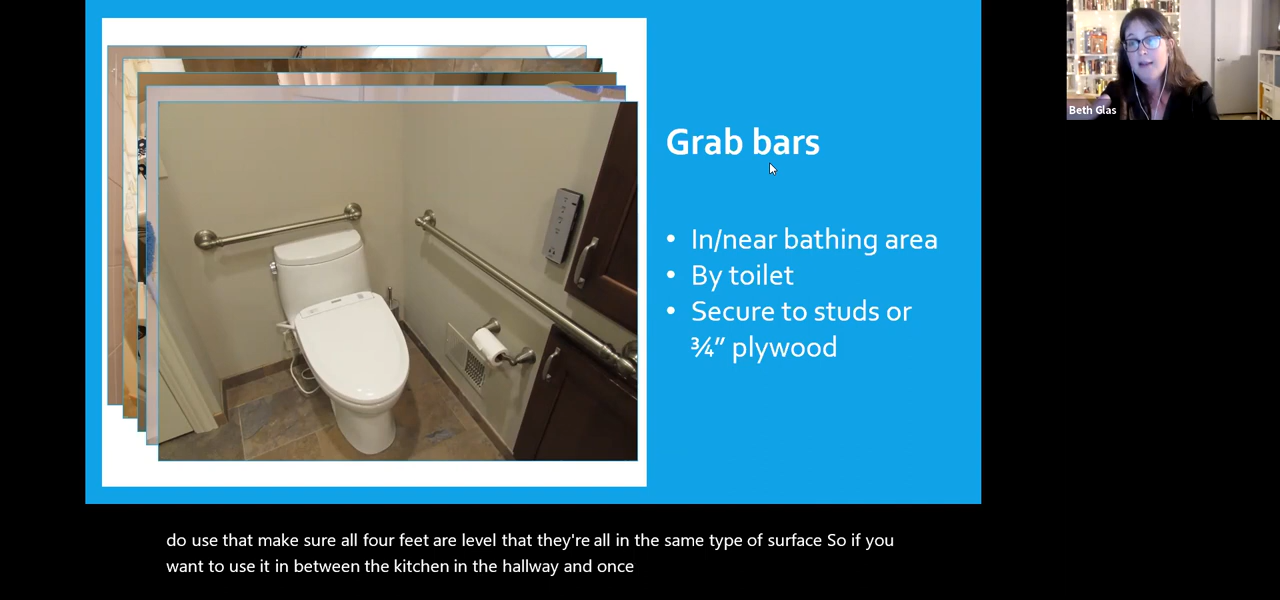 Grab bars
• In/near bathing area
• By toilet
• Secure to studs or
¾” plywood
Beth Glas
do use that make sure all four feet are level that they're all in the same type of surface So if you
want to use it in between the kitchen in the hallway and once